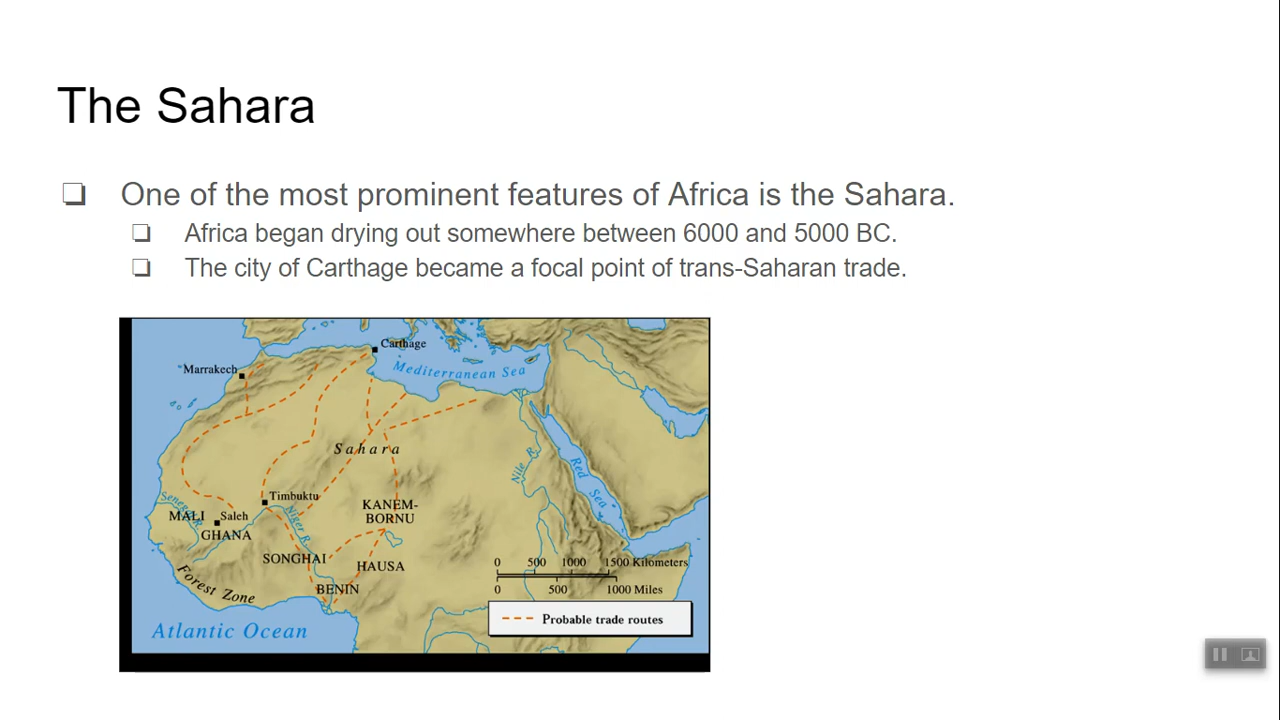 The Sahara
❏ One of the most prominent features of Africa is the Sahara.
❏ Africa began drying out somewhere between 6000 and 5000 BC.
❏ The city of Carthage became a focal point of trans-Saharan trade.
Carthage
Marrakech
Mediterranean Sea
Sahara
Nile R.
Red Sea
Timbuktu
Senegal R.
MALI
Saleh
GHANA
Niger R.
KANEM-
BORNU
SONGHAI
HAUSA
BENIN
Forest Zone
Atlantic Ocean
0 500 1000 1500 Kilometers
0 500 1000 Miles
Probable trade routes